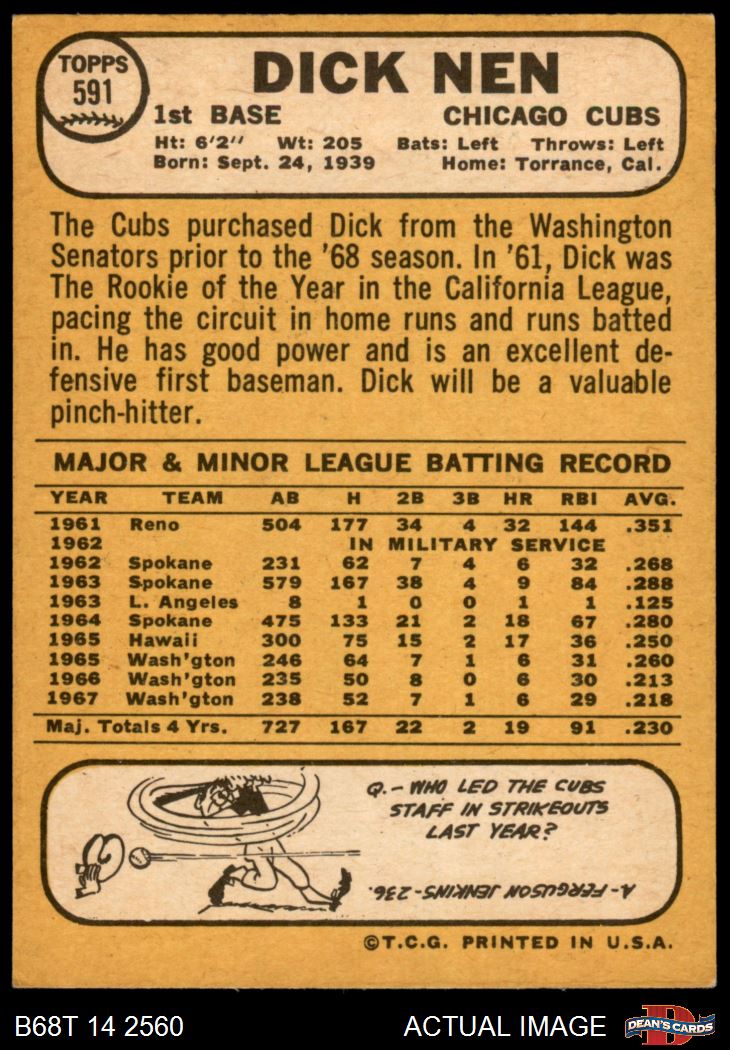 TOPPS
591
DICK NEN
1st BASE CHICAGO CUBS
Ht: 6'2" Wt: 205 Bats: Left Throws: Left
Born: Sept. 24, 1939 Home: Torrance, Cal.
The Cubs purchased Dick from the Washington
Senators prior to the '68 season. In '61, Dick was
The Rookie of the Year in the California League,
pacing the circuit in home runs and runs batted
in. He has good power and is an excellent de-
fensive first baseman. Dick will be a valuable
pinch-hitter.
MAJOR & MINOR LEAGUE BATTING RECORD
YEAR TEAM AB H 2B 3B HR RBI AVG.
1961 Reno 504 177 34 4 32 144 .351
1962 IN MILITARY SERVICE
1962 Spokane 231 62 7 4 6 32 .268
1963 Spokane 579 167 38 4 9 84 .288
1963 L. Angeles 8 1 0 0 1 1 .125
1964 Spokane 475 133 21 2 18 67 .280
1965 Hawaii 300 75 15 2 17 36 .250
1965 Wash'gton 246 64 7 1 6 31 .260
1966 Wash'gton 235 50 8 0 6 30 .213
1967 Wash'gton 238 52 7 1 6 29 .218
Maj. Totals 4 Yrs. 727 167 22 2 19 91 .230
Q.- WHO LED THE CUBS
STAFF IN STRIKEOUTS
LAST YEAR?
A-FERGUSON JENKINS-236.
©T.C.G. PRINTED IN U.S.A.
B68T 14 2560 ACTUAL IMAGE D DEAN'S CARDS